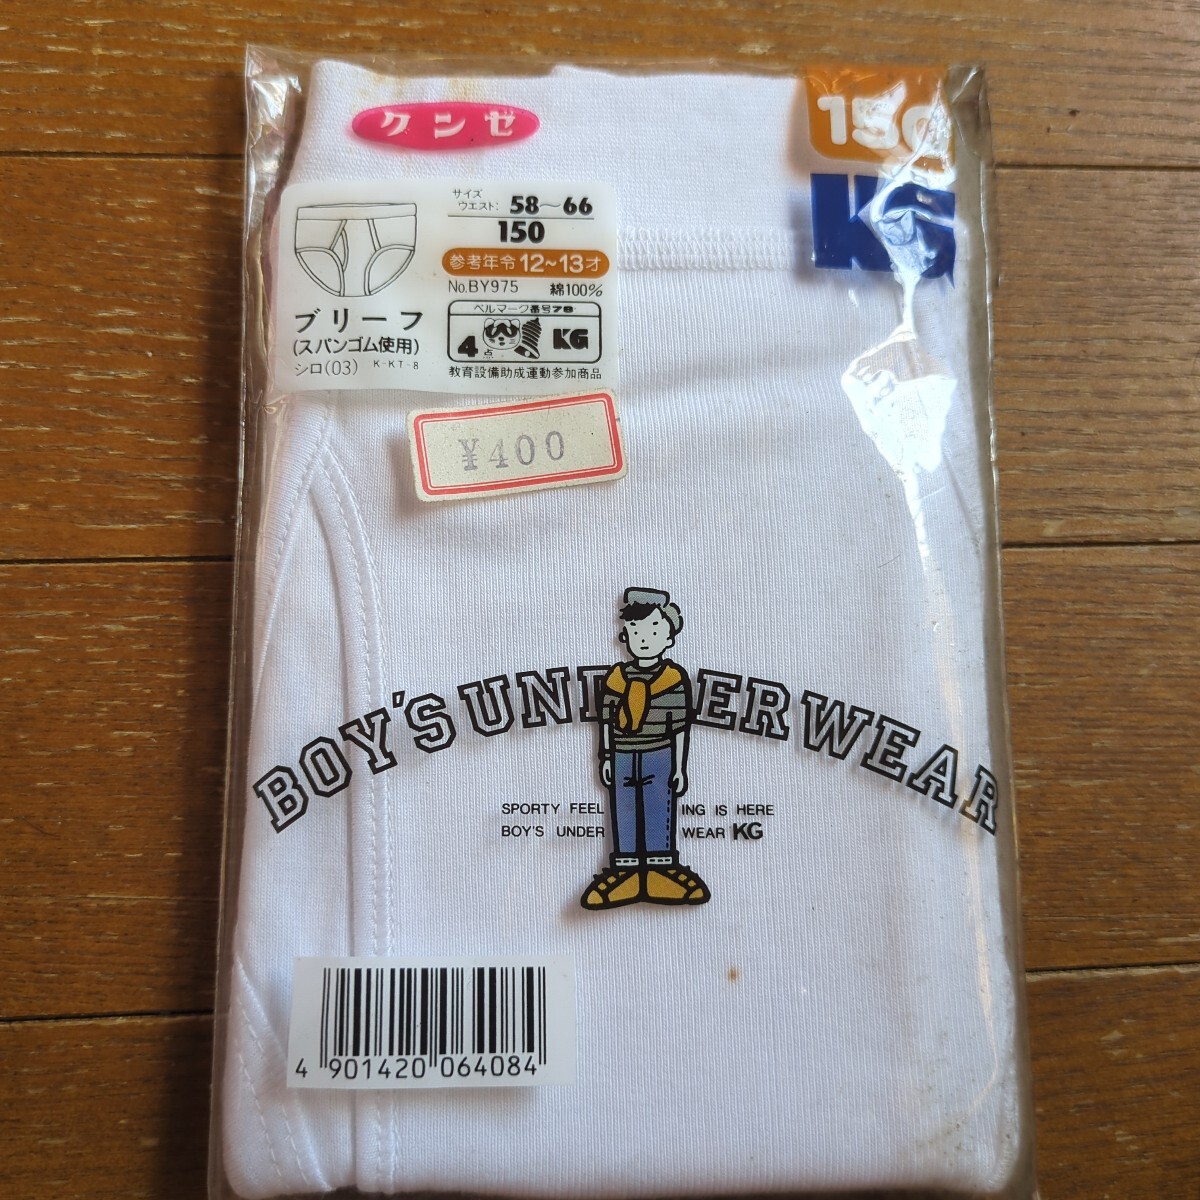 クンゼ
150
KG
サイズ
ウエスト: 58〜66
150
参考年令12〜13才
No.BY975 綿100%
ブリーフ
(スパンゴム使用)
シロ(03) K-KT-8
ベルマーク番号78
4点 KG
教育設備助成運動参加商品
¥400
BOY'S UNDERWEAR
SPORTY FEELING IS HERE
BOY'S UNDERWEAR KG
4 901420 064084